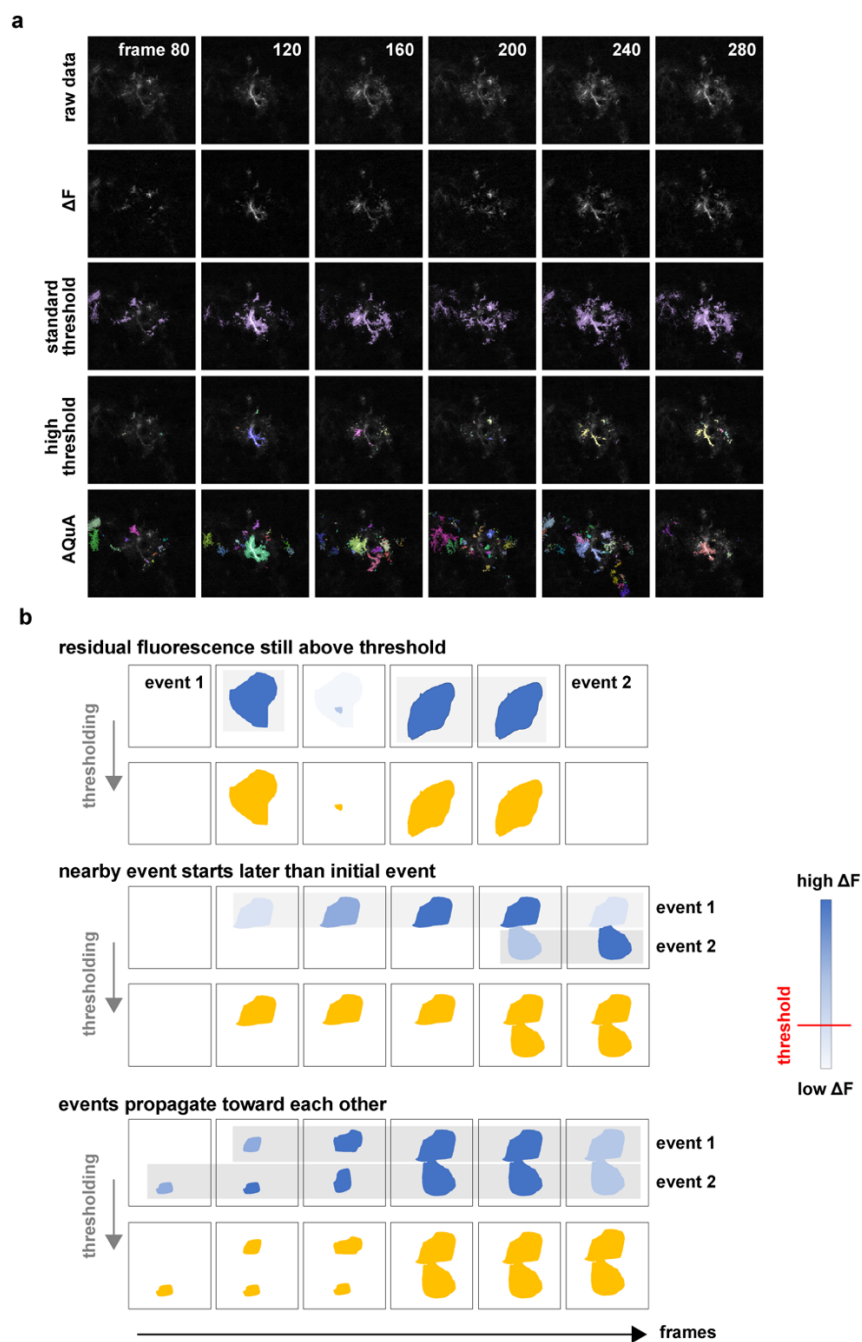 a
frame 80 120 160 200 240 280
raw data
ΔF
standard
threshold
high
threshold
AQuA
b
residual fluorescence still above threshold
event 1 event 2
thresholding
nearby event starts later than initial event
event 1
event 2
thresholding
high ΔF
threshold
low ΔF
events propagate toward each other
event 1
event 2
thresholding
frames